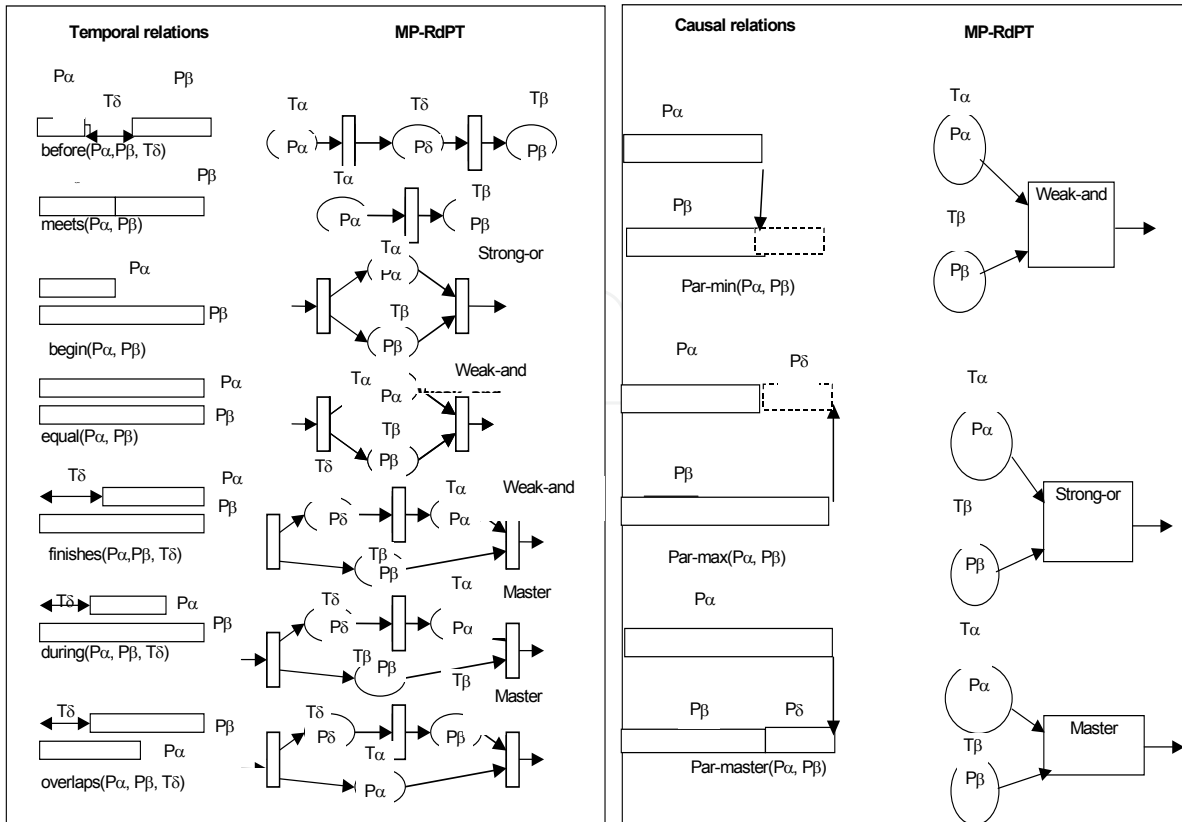 Temporal relations MP-RdPT
Pα Pβ
Tδ
Tα Tδ Tβ
Pα Pδ Pβ
before(Pα,Pβ, Tδ)
Pβ
Tα Tβ
Pα Pβ
meets(Pα, Pβ)
Strong-or
Pα
Tα
Pα
Pβ
Tβ
Pβ
begin(Pα, Pβ)
Weak-and
Pα
Tα
Pα
Pβ
Tβ
Pβ
equal(Pα, Pβ)
Tδ
Tδ Pα
Pβ
Tα
Weak-and
Pδ Pα
finishes(Pα,Pβ, Tδ)
Tβ
Pβ
Tδ Pα
Pβ
Tδ Tα
Master
Pδ Pα
during(Pα, Pβ, Tδ)
Tβ Pβ
Tβ
Master
Tδ
Pβ
Pα
Tδ
Pδ Pβ
Tα
Pα
overlaps(Pα, Pβ, Tδ)
Causal relations MP-RdPT
Pα
Tα
Pα
Weak-and
Pβ
Tβ
Pβ
Par-min(Pα, Pβ)
Pα Pδ
Tα
Pα
Pβ
Strong-or
Tβ
Pβ
Par-max(Pα, Pβ)
Pα
Tα
Pα
Pβ Pδ
Master
Tβ
Pβ
Par-master(Pα, Pβ)